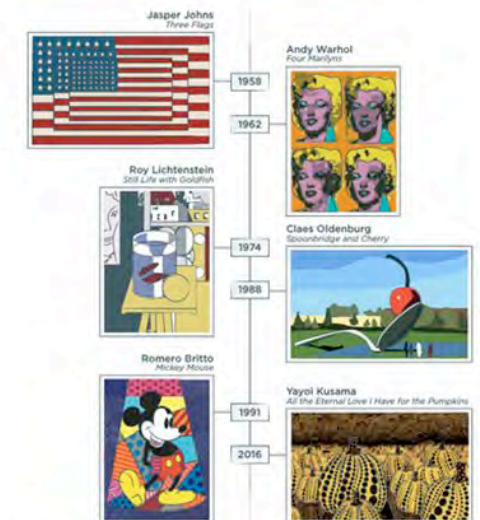 Jasper Johns
Three Flags
1958
Andy Warhol
Four Marilyns
1962
Roy Lichtenstein
Still Life with Goldfish
1974
Claes Oldenburg
Spoonbridge and Cherry
1988
Romero Britto
Mickey Mouse
1991
Yayoi Kusama
All the Eternal Love I Have for the Pumpkins
2016